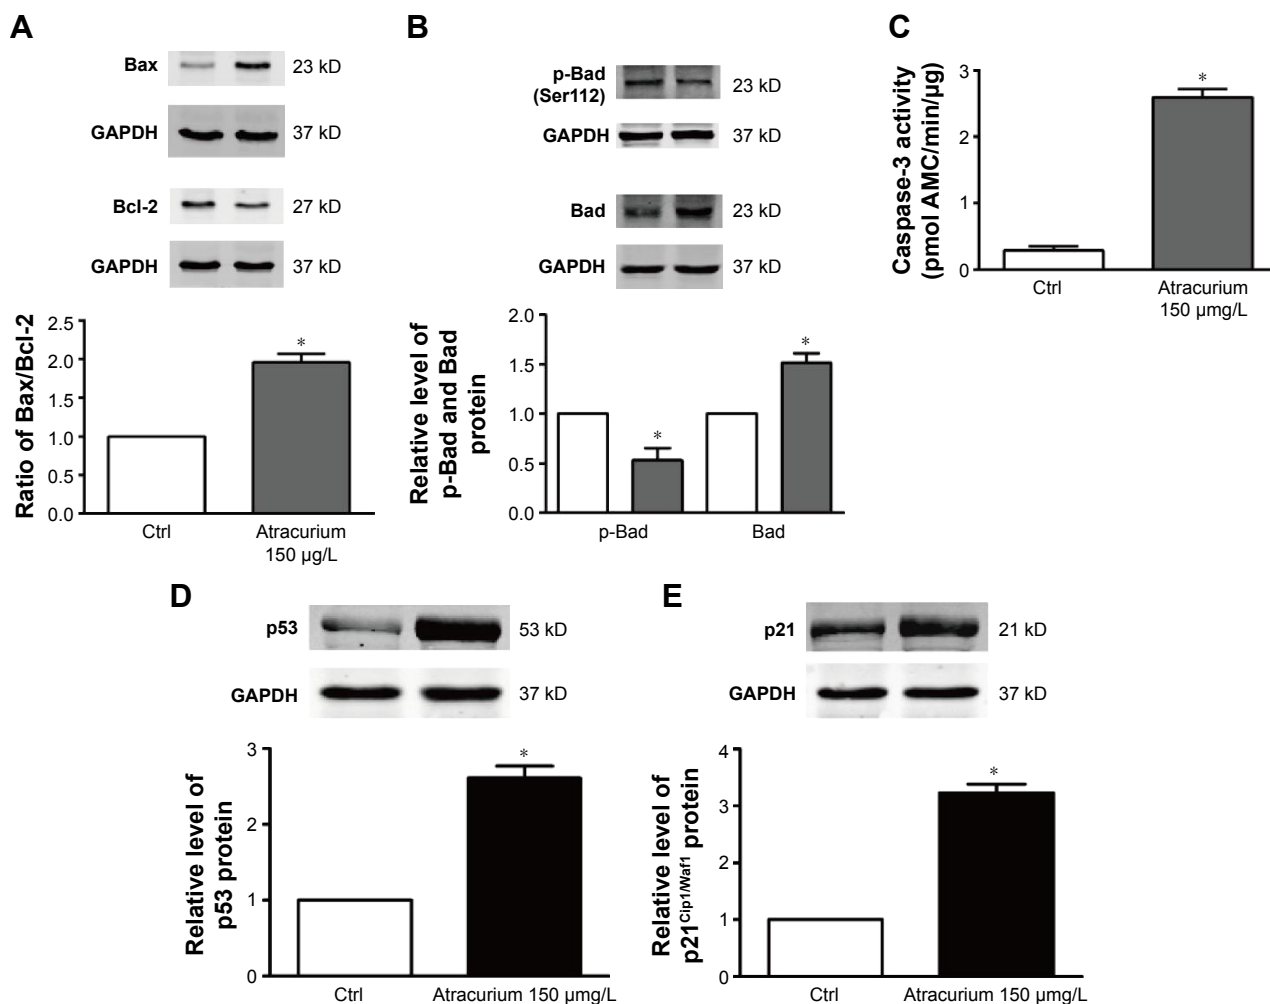 A
Bax
23 kD
GAPDH
37 kD
Bcl-2
27 kD
GAPDH
37 kD
Ratio of Bax/Bcl-2
2.5
2.0
1.5
1.0
0.5
0.0
*
Ctrl
Atracurium
150 µg/L
B
p-Bad
(Ser112)
23 kD
GAPDH
37 kD
Bad
23 kD
GAPDH
37 kD
Relative level of
p-Bad and Bad
protein
2.0
1.5
1.0
0.5
0.0
*
*
p-Bad
Bad
C
Caspase-3 activity
(pmol AMC/min/µg)
3
2
1
0
*
Ctrl
Atracurium
150 µmg/L
D
p53
53 kD
GAPDH
37 kD
Relative level of
p53 protein
3
2
1
0
*
Ctrl
Atracurium 150 µmg/L
E
p21
21 kD
GAPDH
37 kD
Relative level of
p21Cip1/Waf1 protein
4
3
2
1
0
*
Ctrl
Atracurium 150 µmg/L